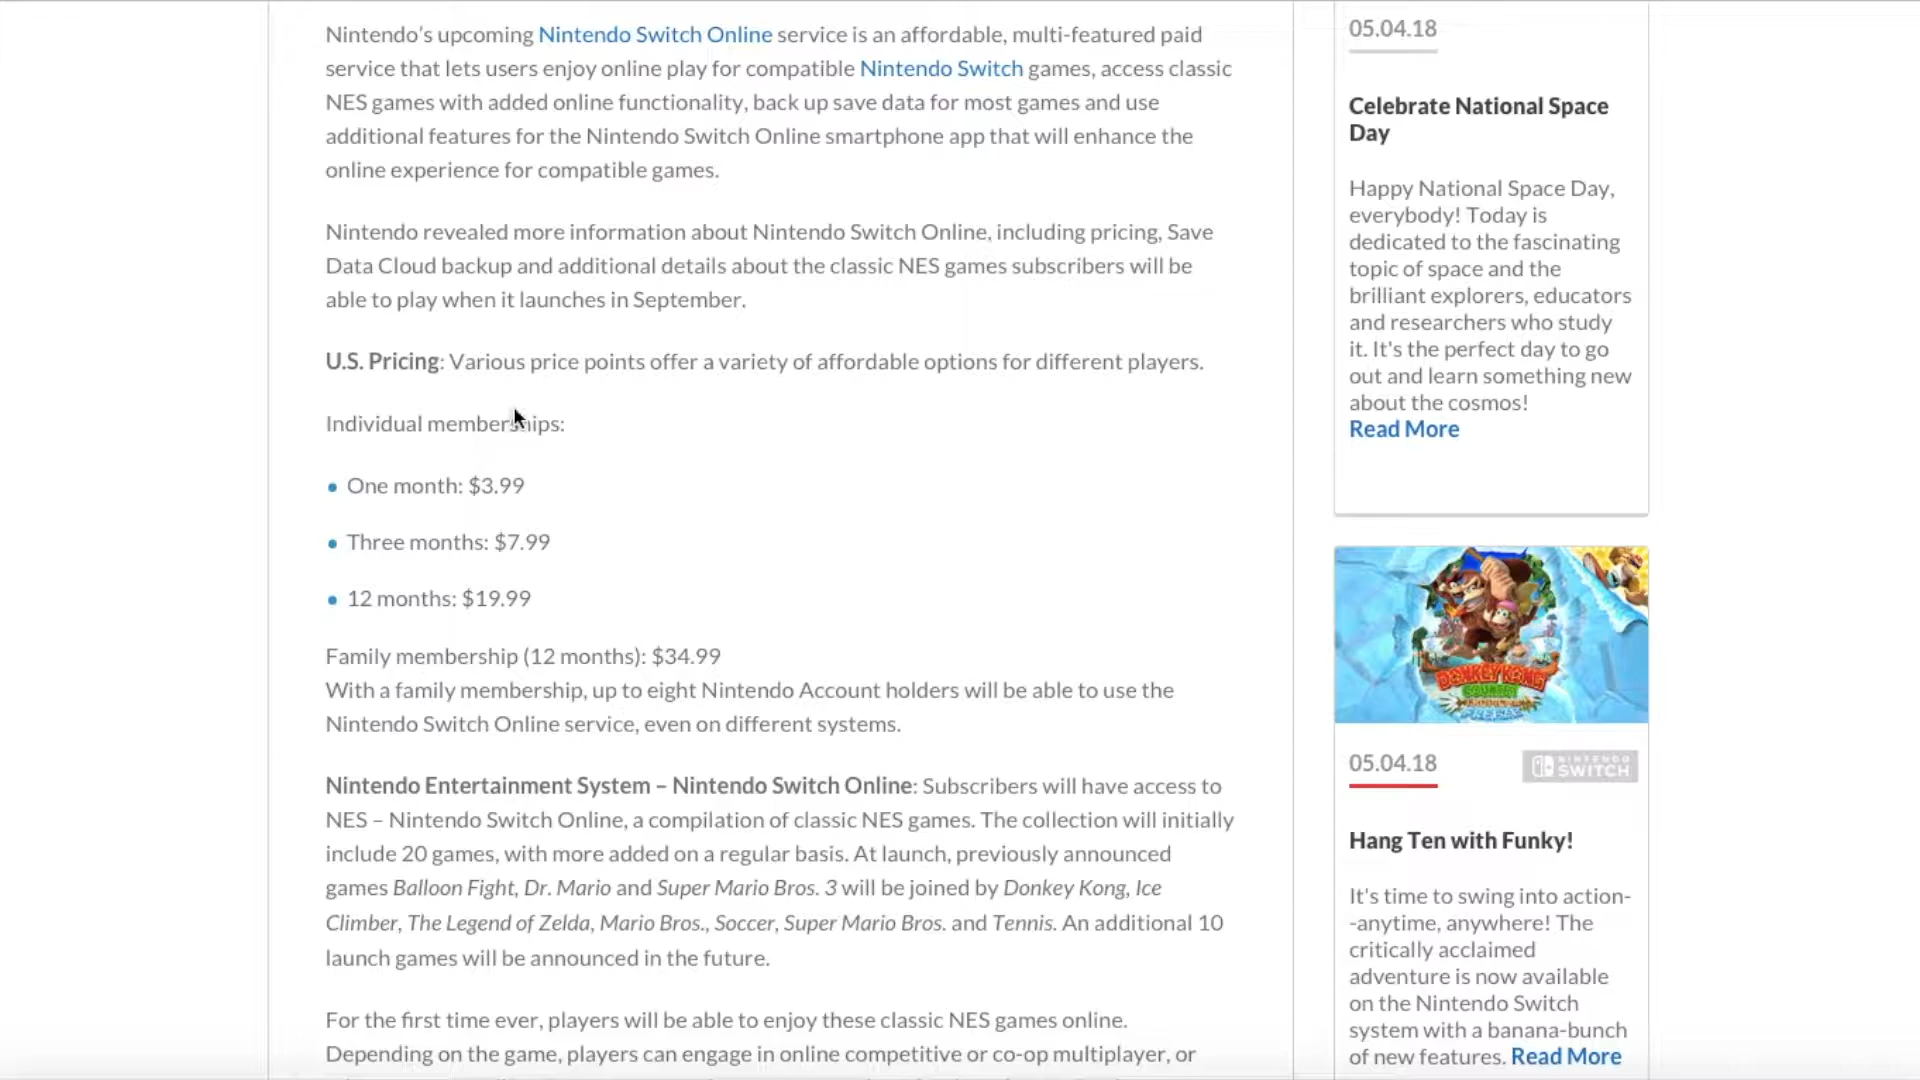 Nintendo’s upcoming Nintendo Switch Online service is an affordable, multi-featured paid
service that lets users enjoy online play for compatible Nintendo Switch games, access classic
NES games with added online functionality, back up save data for most games and use
additional features for the Nintendo Switch Online smartphone app that will enhance the
online experience for compatible games.
Nintendo revealed more information about Nintendo Switch Online, including pricing, Save
Data Cloud backup and additional details about the classic NES games subscribers will be
able to play when it launches in September.
U.S. Pricing: Various price points offer a variety of affordable options for different players.
Individual memberships:
• One month: $3.99
• Three months: $7.99
• 12 months: $19.99
Family membership (12 months): $34.99
With a family membership, up to eight Nintendo Account holders will be able to use the
Nintendo Switch Online service, even on different systems.
Nintendo Entertainment System – Nintendo Switch Online: Subscribers will have access to
NES – Nintendo Switch Online, a compilation of classic NES games. The collection will initially
include 20 games, with more added on a regular basis. At launch, previously announced
games Balloon Fight, Dr. Mario and Super Mario Bros. 3 will be joined by Donkey Kong, Ice
Climber, The Legend of Zelda, Mario Bros., Soccer, Super Mario Bros. and Tennis. An additional 10
launch games will be announced in the future.
For the first time ever, players will be able to enjoy these classic NES games online.
Depending on the game, players can engage in online competitive or co-op multiplayer, or
05.04.18
Celebrate National Space
Day
Happy National Space Day,
everybody! Today is
dedicated to the fascinating
topic of space and the
brilliant explorers, educators
and researchers who study
it. It's the perfect day to go
out and learn something new
about the cosmos!
Read More
DONKEY KONG
COUNTRY
TROPICAL FREEZE
05.04.18
NINTENDO
SWITCH
Hang Ten with Funky!
It's time to swing into action-
-anytime, anywhere! The
critically acclaimed
adventure is now available
on the Nintendo Switch
system with a banana-bunch
of new features. Read More